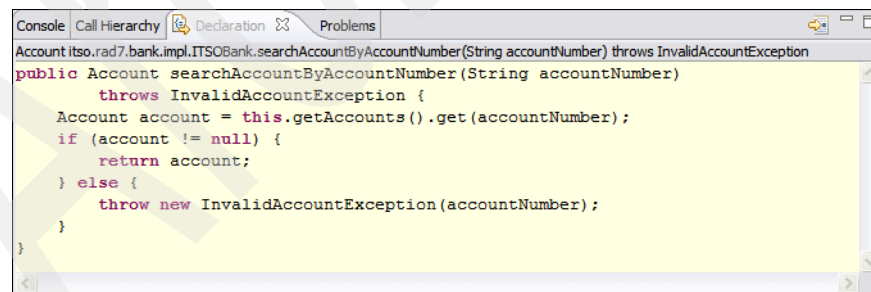 Console Call Hierarchy Declaration Problems
Account itso.rad7.bank.impl.ITSOBank.searchAccountByAccountNumber(String accountNumber) throws InvalidAccountException
public Account searchAccountByAccountNumber(String accountNumber)
        throws InvalidAccountException {
    Account account = this.getAccounts().get(accountNumber);
    if (account != null) {
        return account;
    } else {
        throw new InvalidAccountException(accountNumber);
    }
}